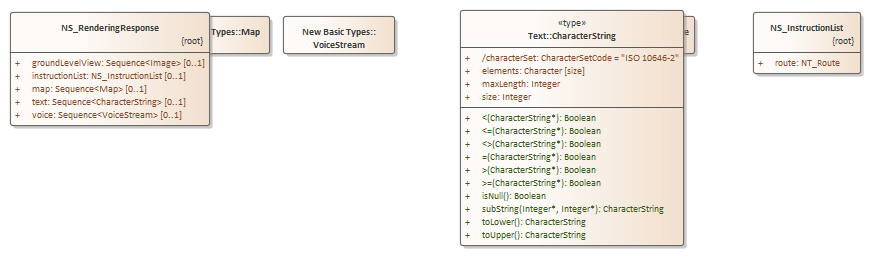 NS_RenderingResponse
{root}
+ groundLevelView: Sequence<Image> [0..1]
+ instructionList: NS_InstructionList [0..1]
+ map: Sequence<Map> [0..1]
+ text: Sequence<CharacterString> [0..1]
+ voice: Sequence<VoiceStream> [0..1]
Types::Map
New Basic Types::
VoiceStream
«type»
Text::CharacterString
+ /characterSet: CharacterSetCode = "ISO 10646-2"
+ elements: Character [size]
+ maxLength: Integer
+ size: Integer
+ <(CharacterString*): Boolean
+ <=(CharacterString*): Boolean
+ <>(CharacterString*): Boolean
+ =(CharacterString*): Boolean
+ >(CharacterString*): Boolean
+ >=(CharacterString*): Boolean
+ isNull(): Boolean
+ subString(Integer*, Integer*): CharacterString
+ toLower(): CharacterString
+ toUpper(): CharacterString
e
NS_InstructionList
{root}
+ route: NT_Route